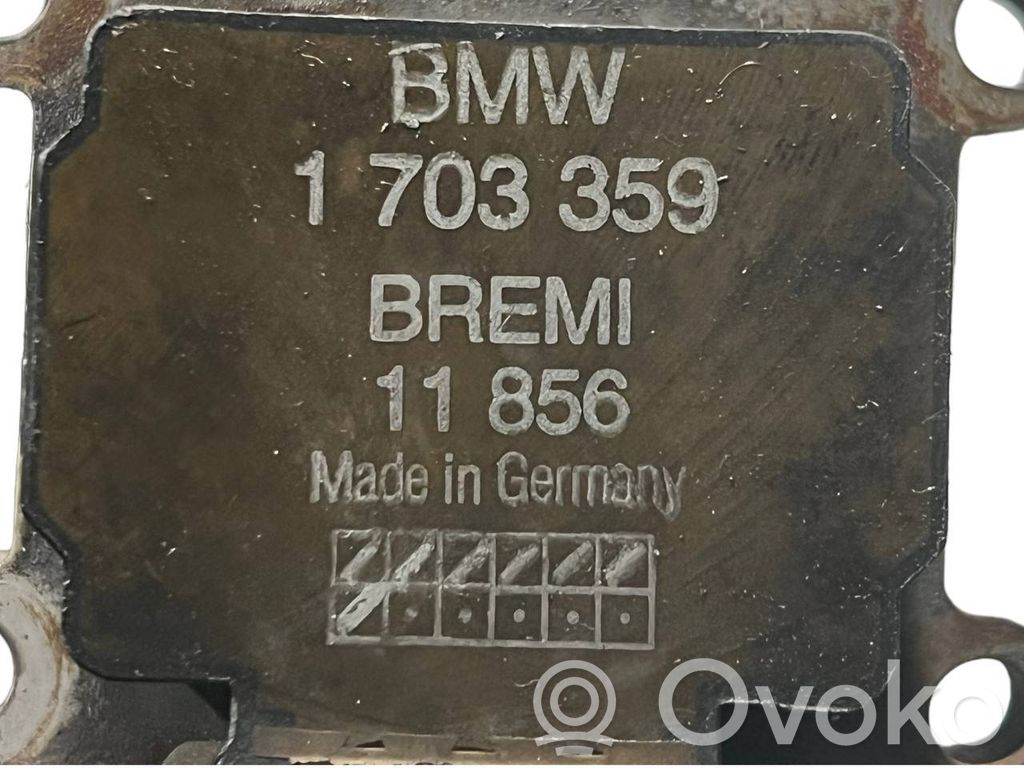 BMW
1 703 359
BREMI
11 856
Made in Germany
Ovoko